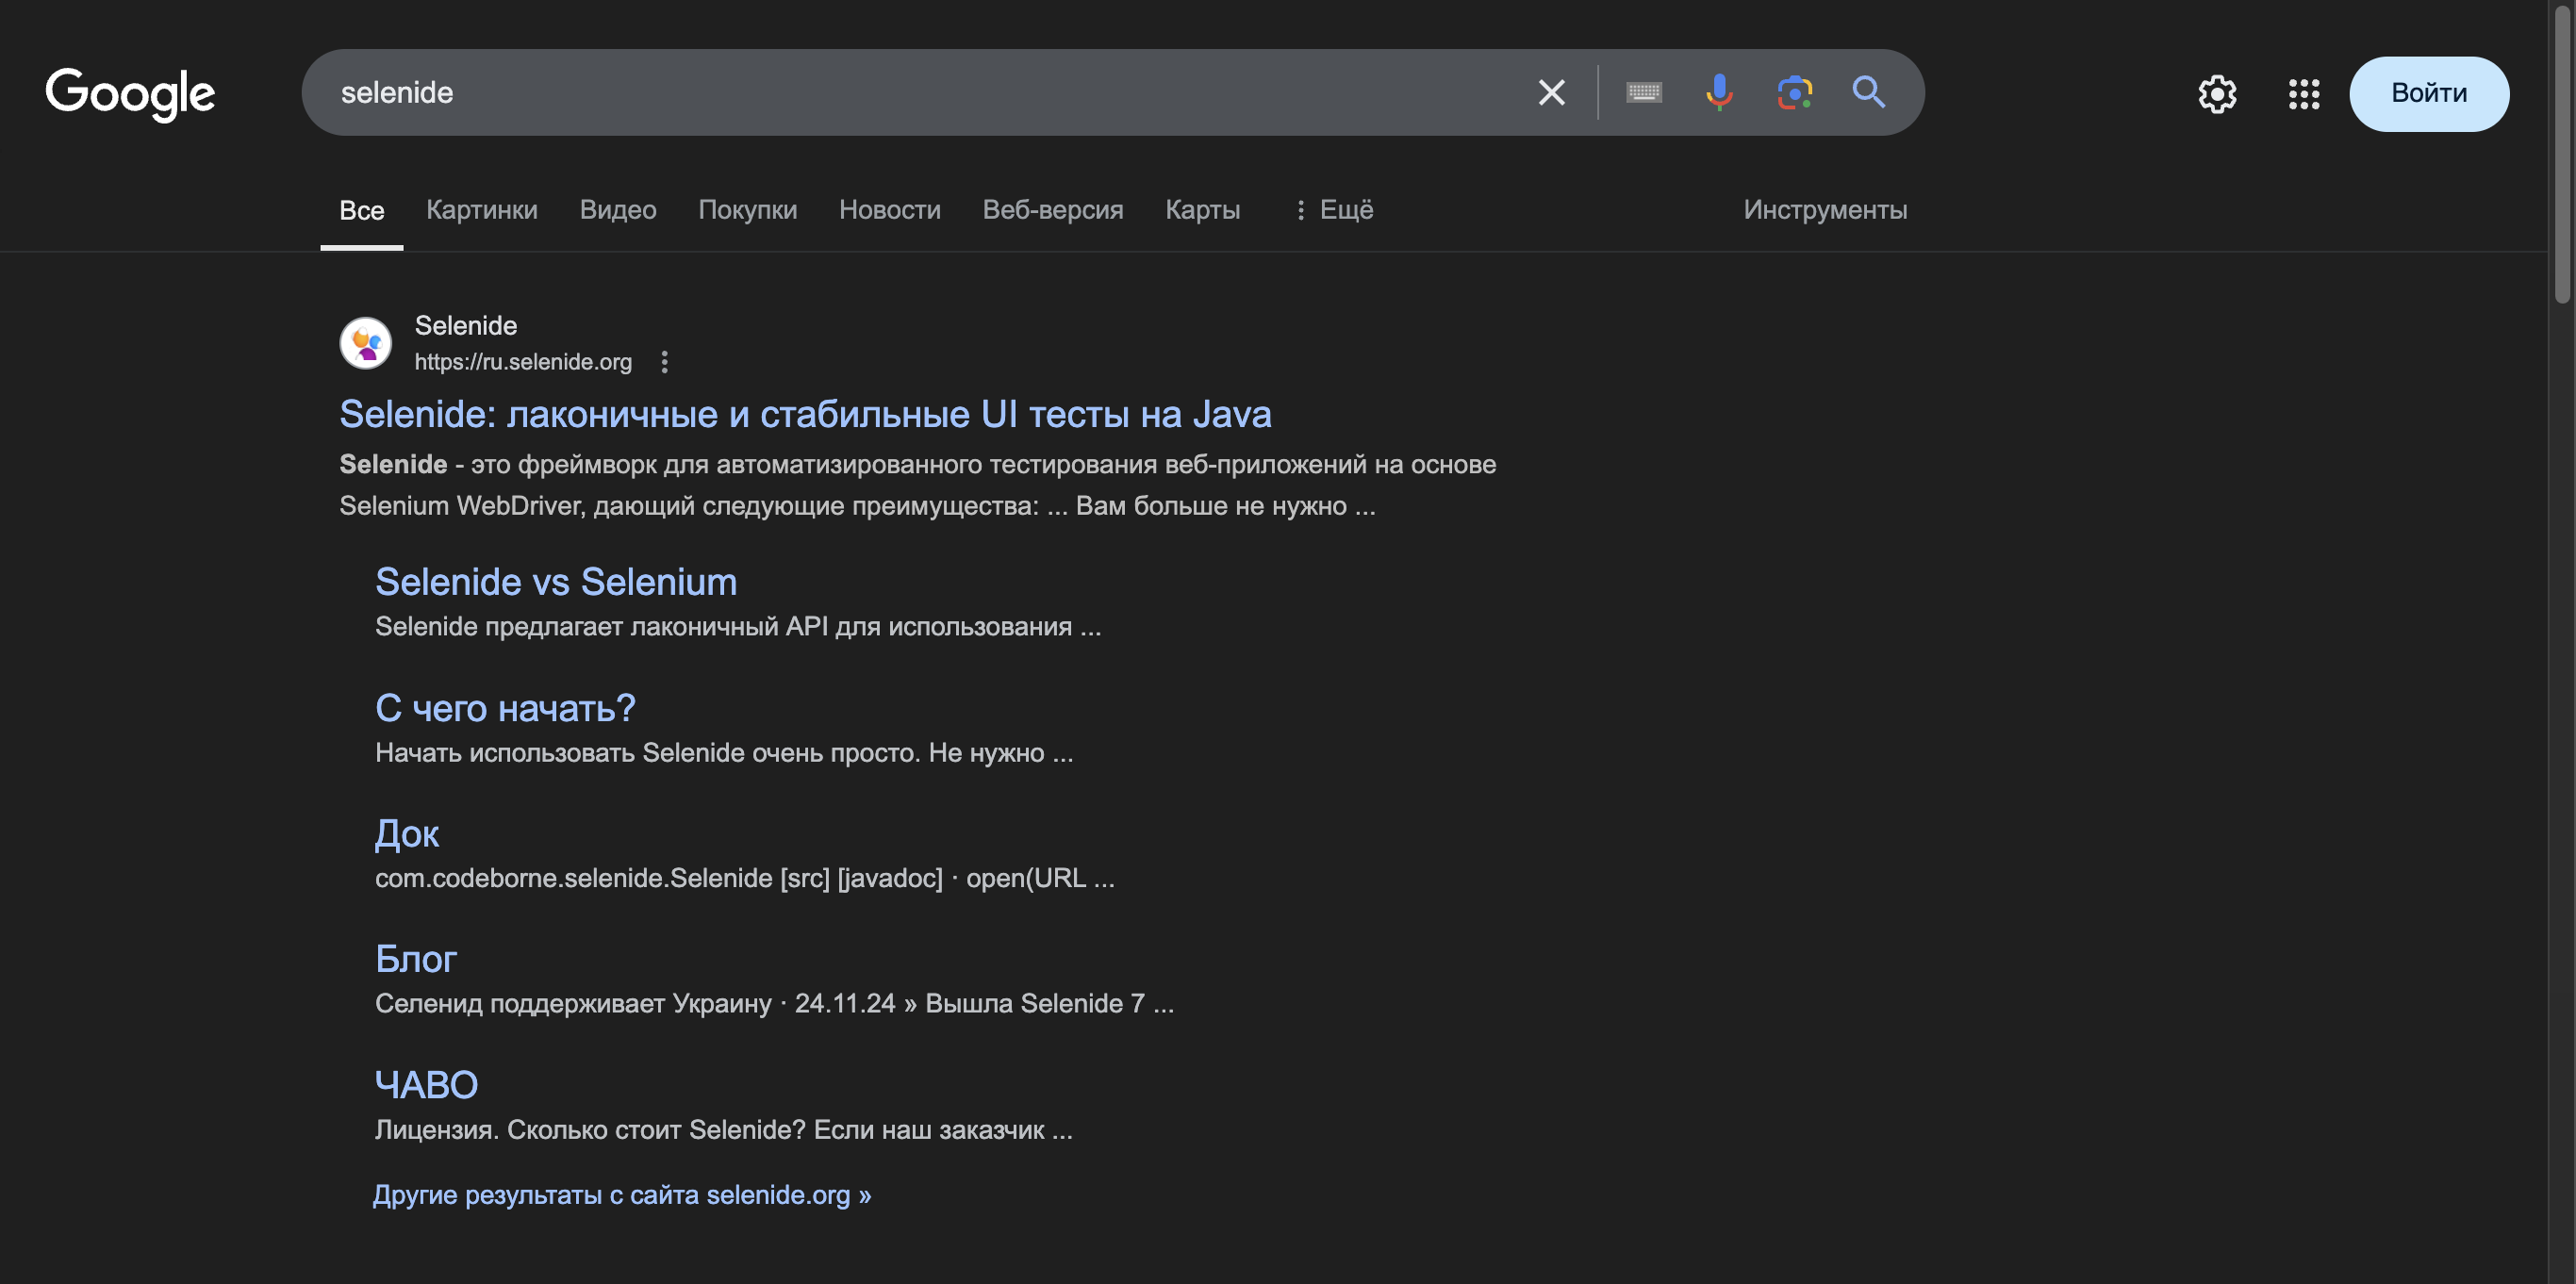 Google
selenide
Войти
Все Картинки Видео Покупки Новости Веб-версия Карты Ещё Инструменты
Selenide
https://ru.selenide.org
Selenide: лаконичные и стабильные UI тесты на Java
Selenide - это фреймворк для автоматизированного тестирования веб-приложений на основе
Selenium WebDriver, дающий следующие преимущества: ... Вам больше не нужно ...
Selenide vs Selenium
Selenide предлагает лаконичный API для использования ...
С чего начать?
Начать использовать Selenide очень просто. Не нужно ...
Док
com.codeborne.selenide.Selenide [src] [javadoc] · open(URL ...
Блог
Селенид поддерживает Украину · 24.11.24 » Вышла Selenide 7 ...
ЧАВО
Лицензия. Сколько стоит Selenide? Если наш заказчик ...
Другие результаты с сайта selenide.org »